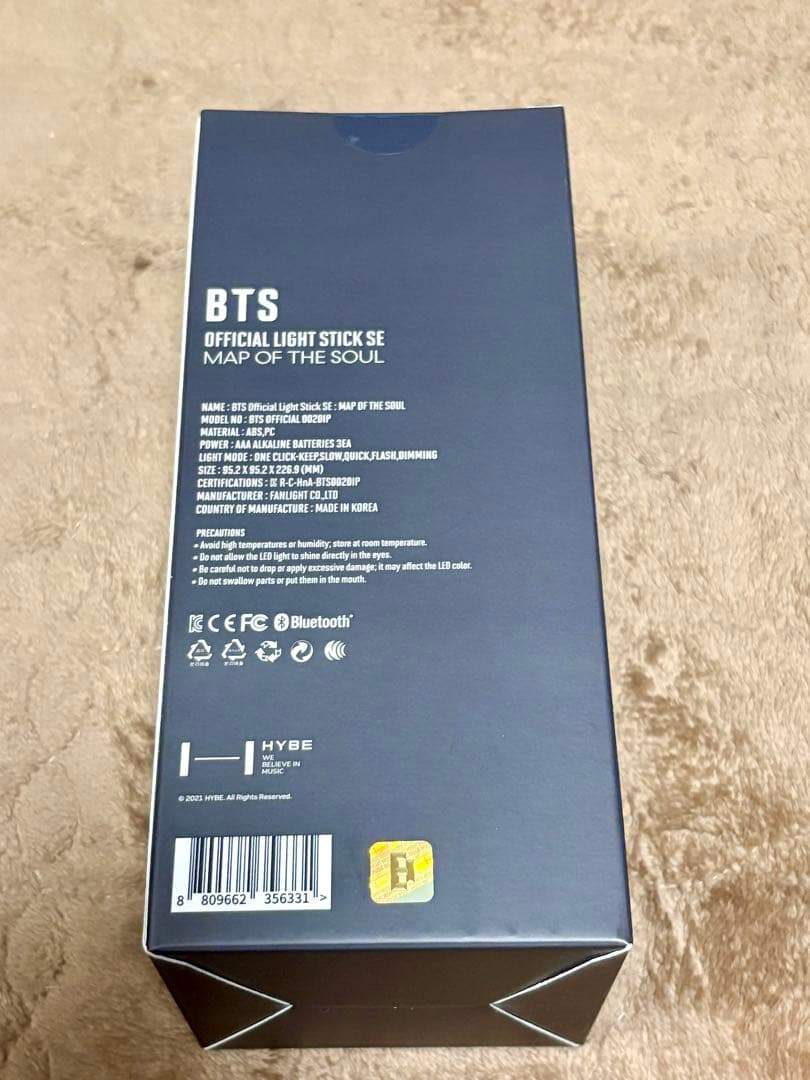 BTS
OFFICIAL LIGHT STICK SE
MAP OF THE SOUL
NAME : BTS Official Light Stick SE : MAP OF THE SOUL
MODEL NO : BTS OFFICIAL 0020IP
MATERIAL : ABS,PC
POWER : AAA ALKALINE BATTERIES 3EA
LIGHT MODE : ONE CLICK-KEEP,SLOW,QUICK,FLASH,DIMMING
SIZE : 95.2 X 95.2 X 226.9 (MM)
CERTIFICATIONS : R-C-HnA-BTS0020IP
MANUFACTURER : FANLIGHT CO.,LTD
COUNTRY OF MANUFACTURE : MADE IN KOREA
PRECAUTIONS
• Avoid high temperatures or humidity; store at room temperature.
• Do not allow the LED light to shine directly in the eyes.
• Be careful not to drop or apply excessive damage; it may affect the LED color.
• Do not swallow parts or put them in the mouth.
CE FC Bluetooth®
HYBE
WE
BELIEVE IN
MUSIC
© 2021 HYBE. All Rights Reserved.
8 809662 356331 >